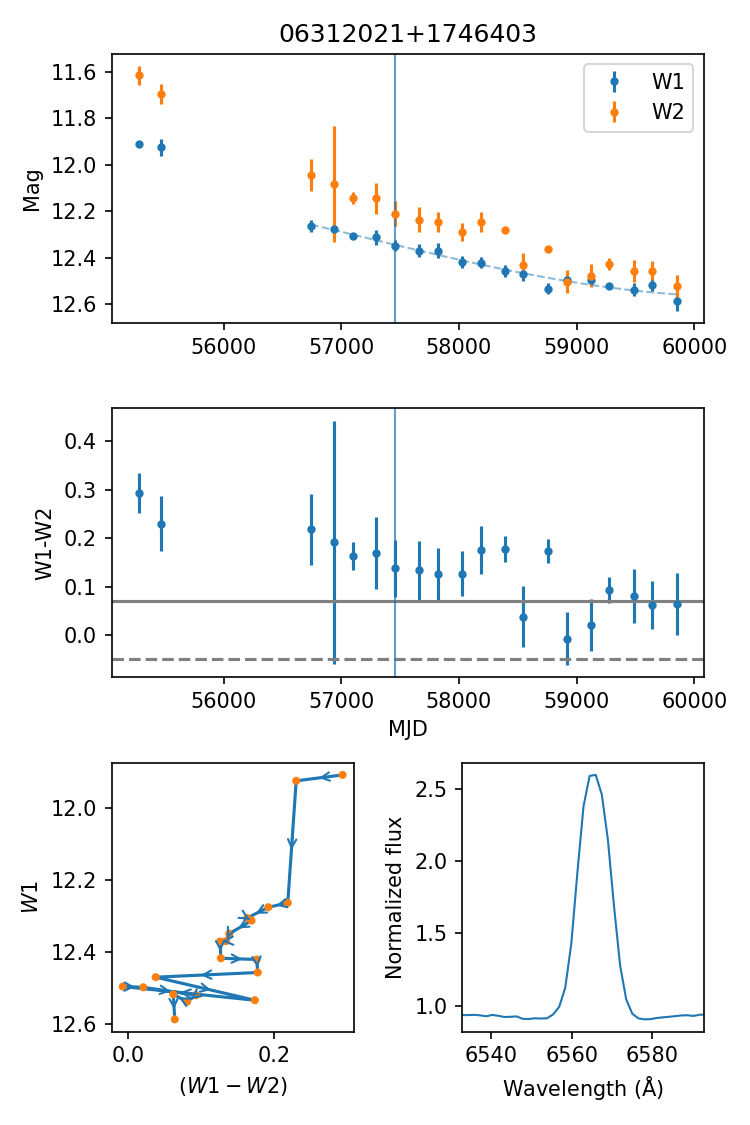 06312021+1746403
11.6
11.8
12.0
12.2
12.4
12.6
Mag
W1
W2
56000 57000 58000 59000 60000
0.4
0.3
0.2
0.1
0.0
W1-W2
56000 57000 58000 59000 60000
MJD
12.0
12.2
12.4
12.6
W1
0.0 0.2
(W1 − W2)
2.5
2.0
1.5
1.0
Normalized flux
6540 6560 6580
Wavelength (Å)